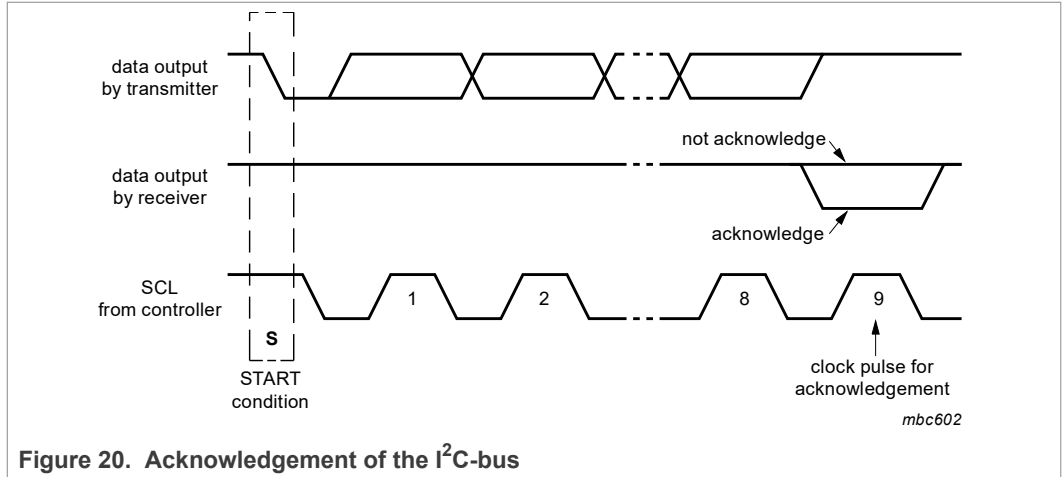 data output
by transmitter
not acknowledge
data output
by receiver
acknowledge
SCL
from controller
1
2
8
9
S
START
condition
clock pulse for
acknowledgement
mbc602
Figure 20. Acknowledgement of the I²C-bus